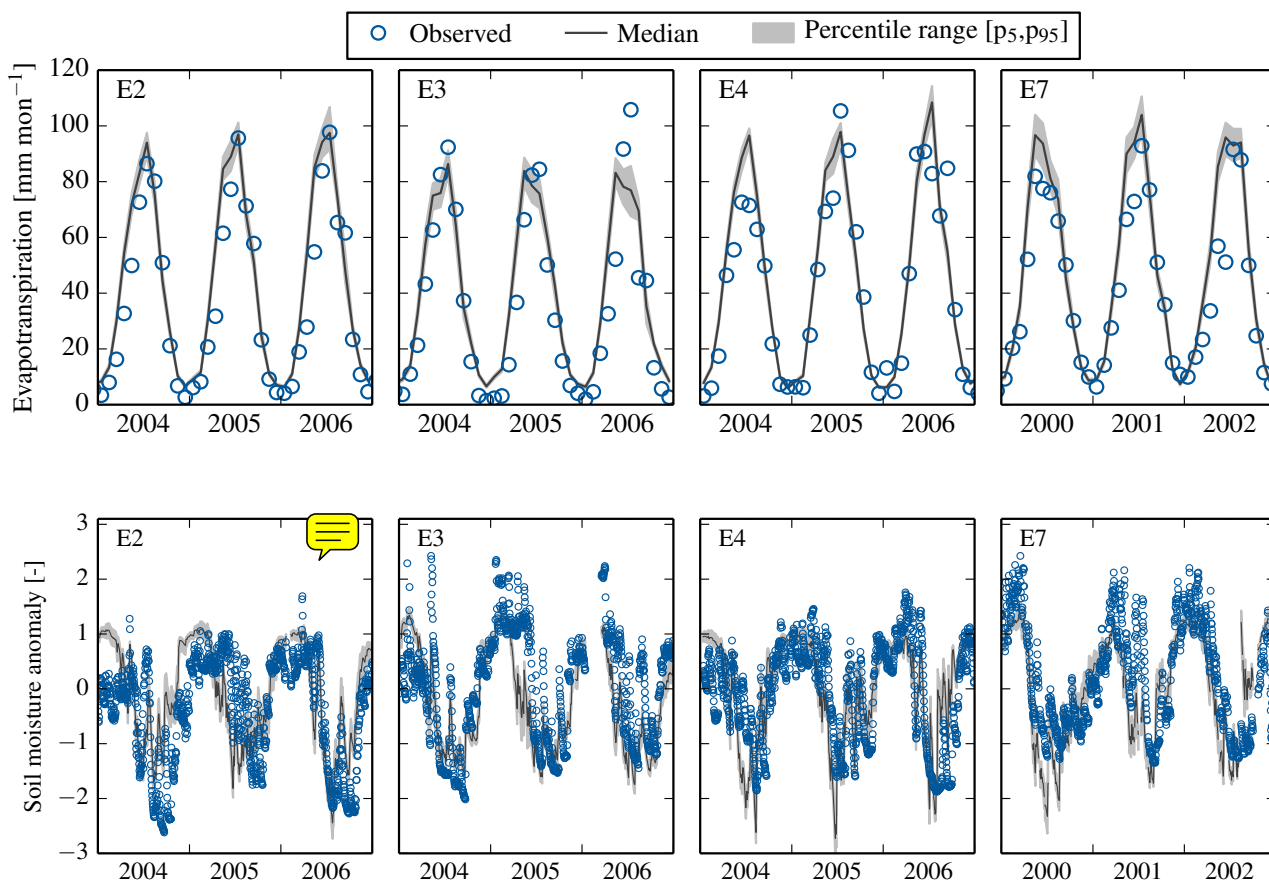 Observed Median Percentile range [p5,p95]
Evapotranspiration [mm mon−1]
120
100
80
60
40
20
0
E2
2004 2005 2006
E3
2004 2005 2006
E4
2004 2005 2006
E7
2000 2001 2002
Soil moisture anomaly [-]
3
2
1
0
−1
−2
−3
E2
2004 2005 2006
E3
2004 2005 2006
E4
2004 2005 2006
E7
2000 2001 2002